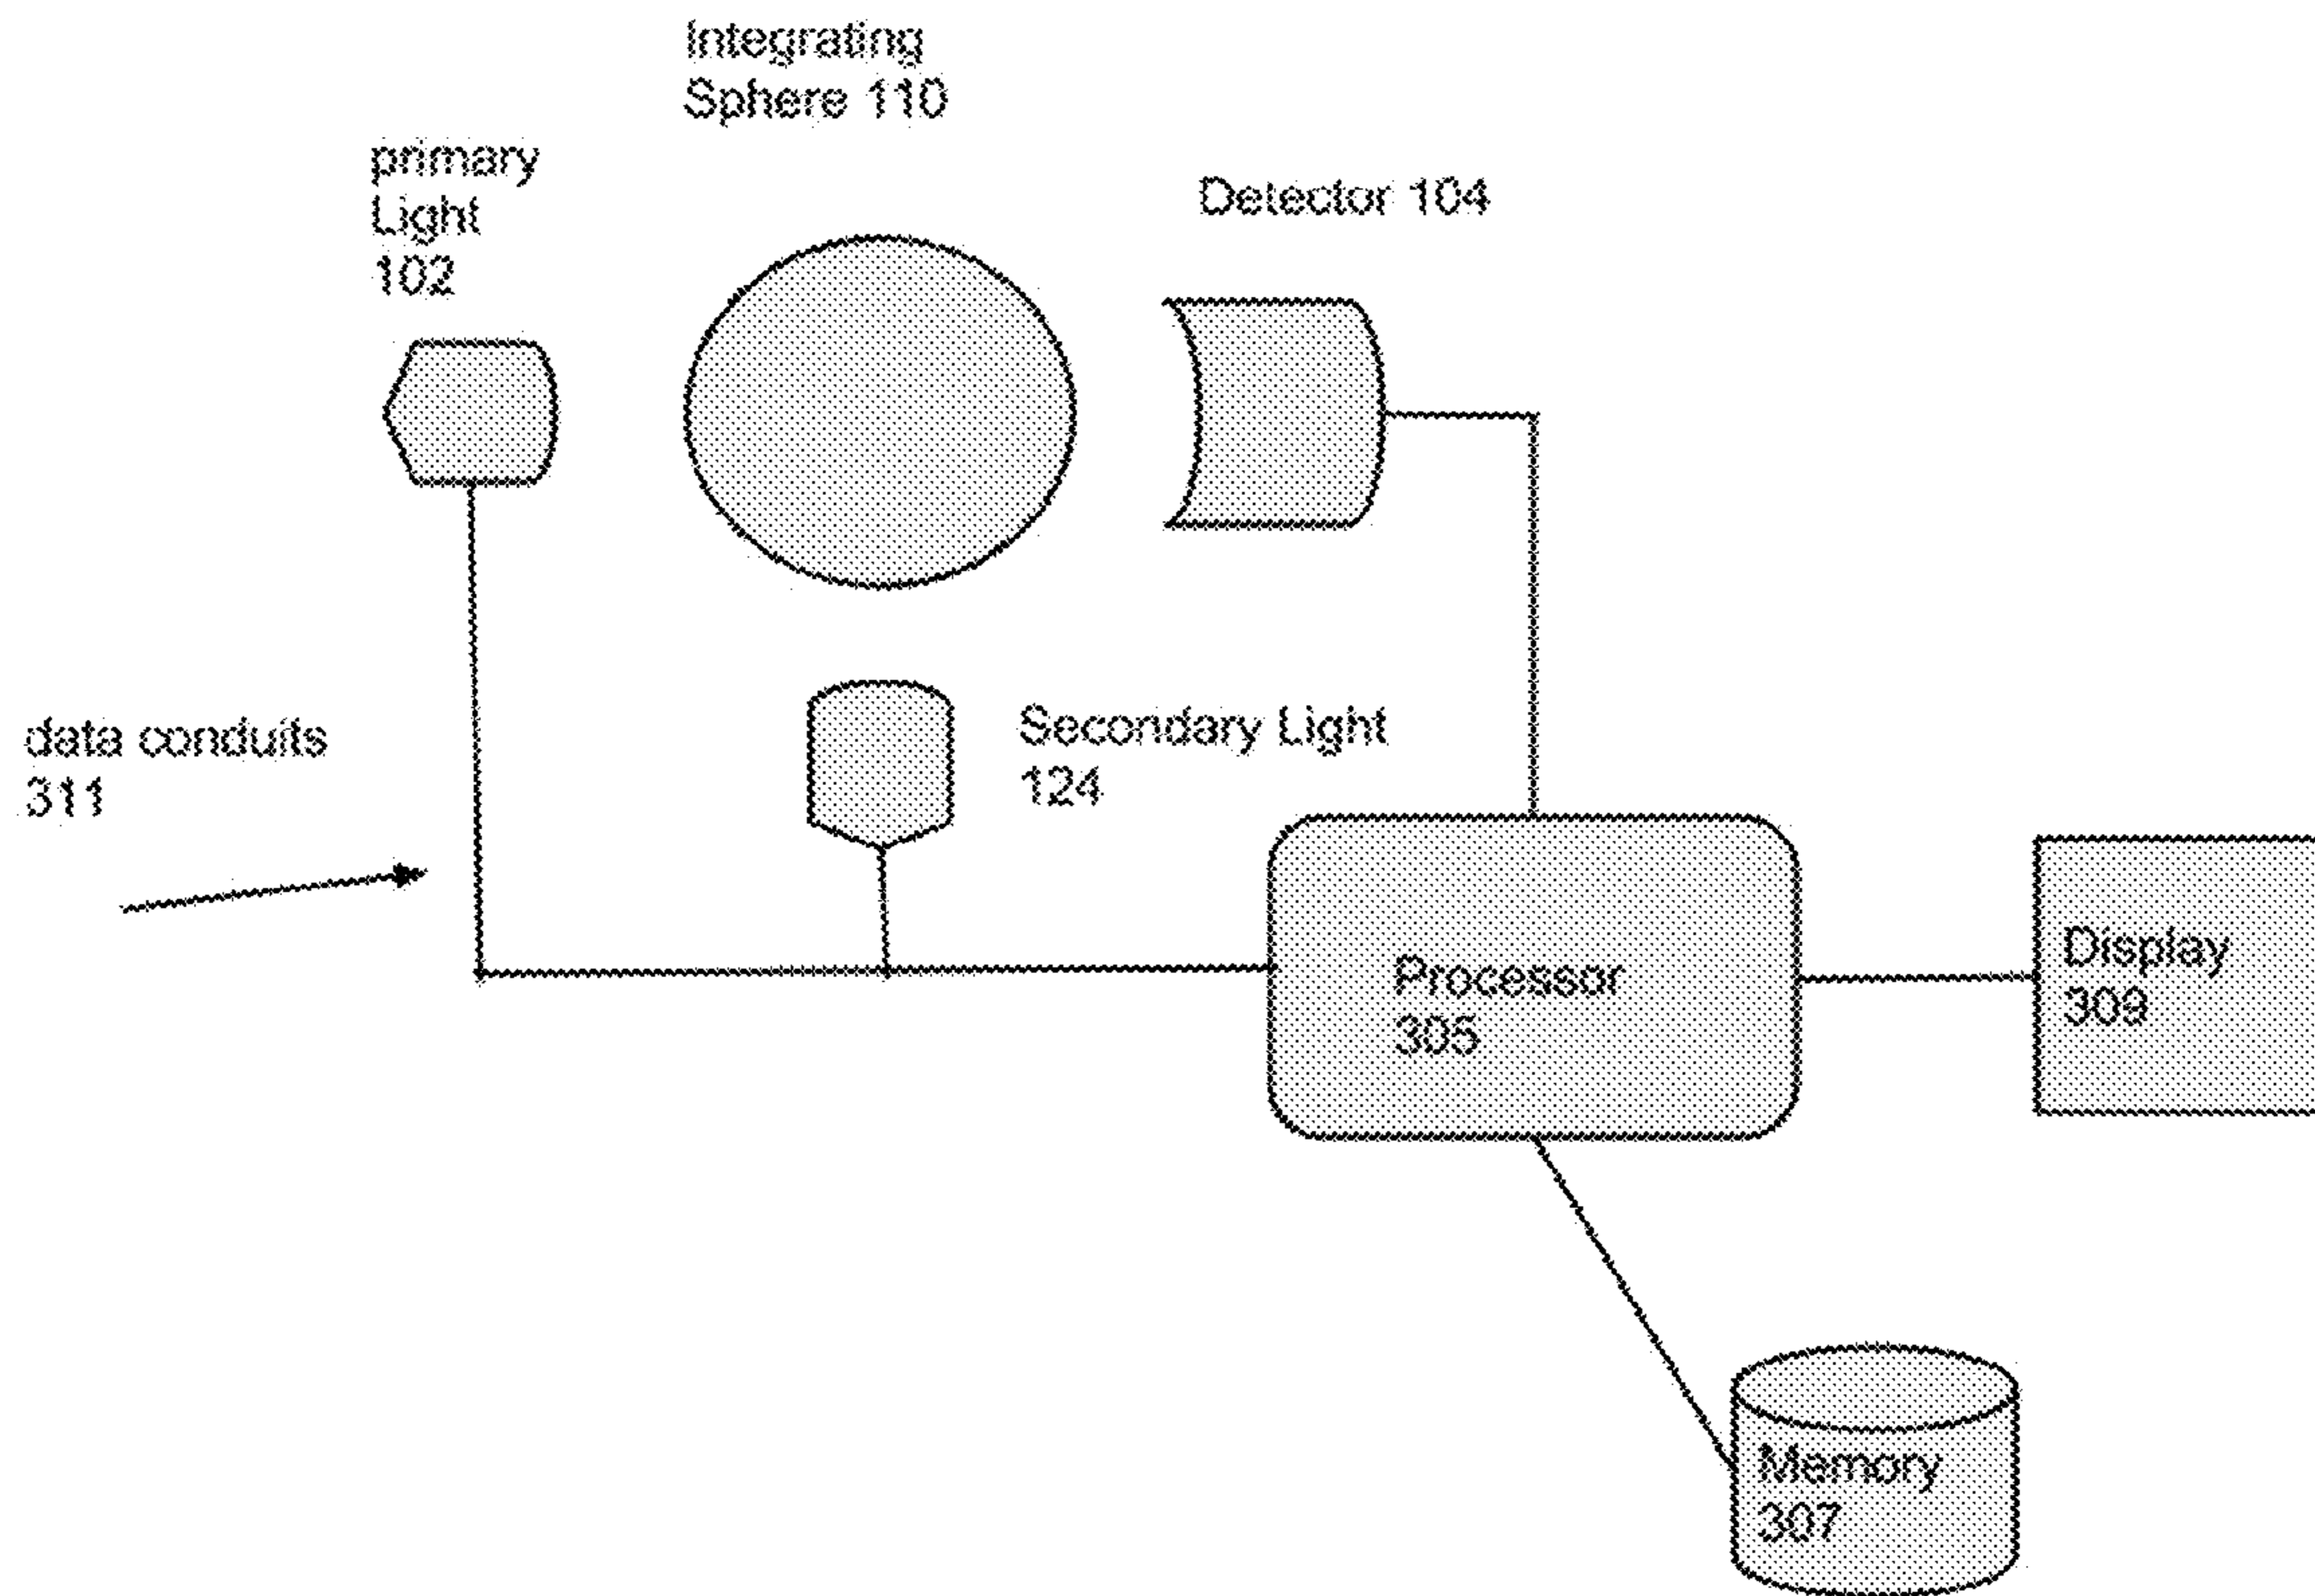 Integrating
Sphere 110
primary
Light
102
Detector 104
data conduits
311
Secondary Light
124
Processor
305
Display
309
Memory
307